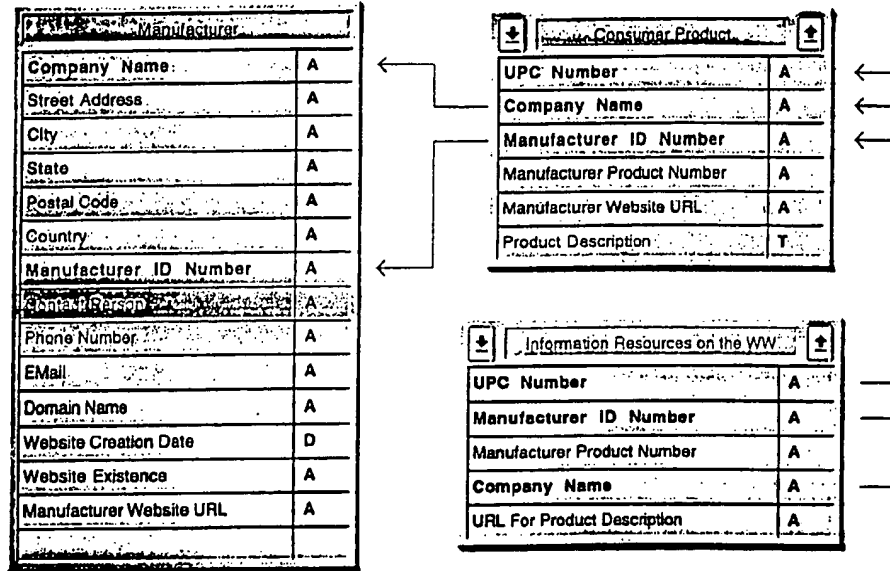 Manufacturer
Company Name A
Street Address A
City A
State A
Postal Code A
Country A
Manufacturer ID Number A
Contact Person A
Phone Number A
EMail A
Domain Name A
Website Creation Date D
Website Existence A
Manufacturer Website URL A
Consumar Product
UPC Number A
Company Name A
Manufacturer ID Number A
Manufacturer Product Number A
Manufacturer Website URL A
Product Description T
Information Resources on the WW
UPC Number A
Manufacturer ID Number A
Manufacturer Product Number A
Company Name A
URL For Product Description A